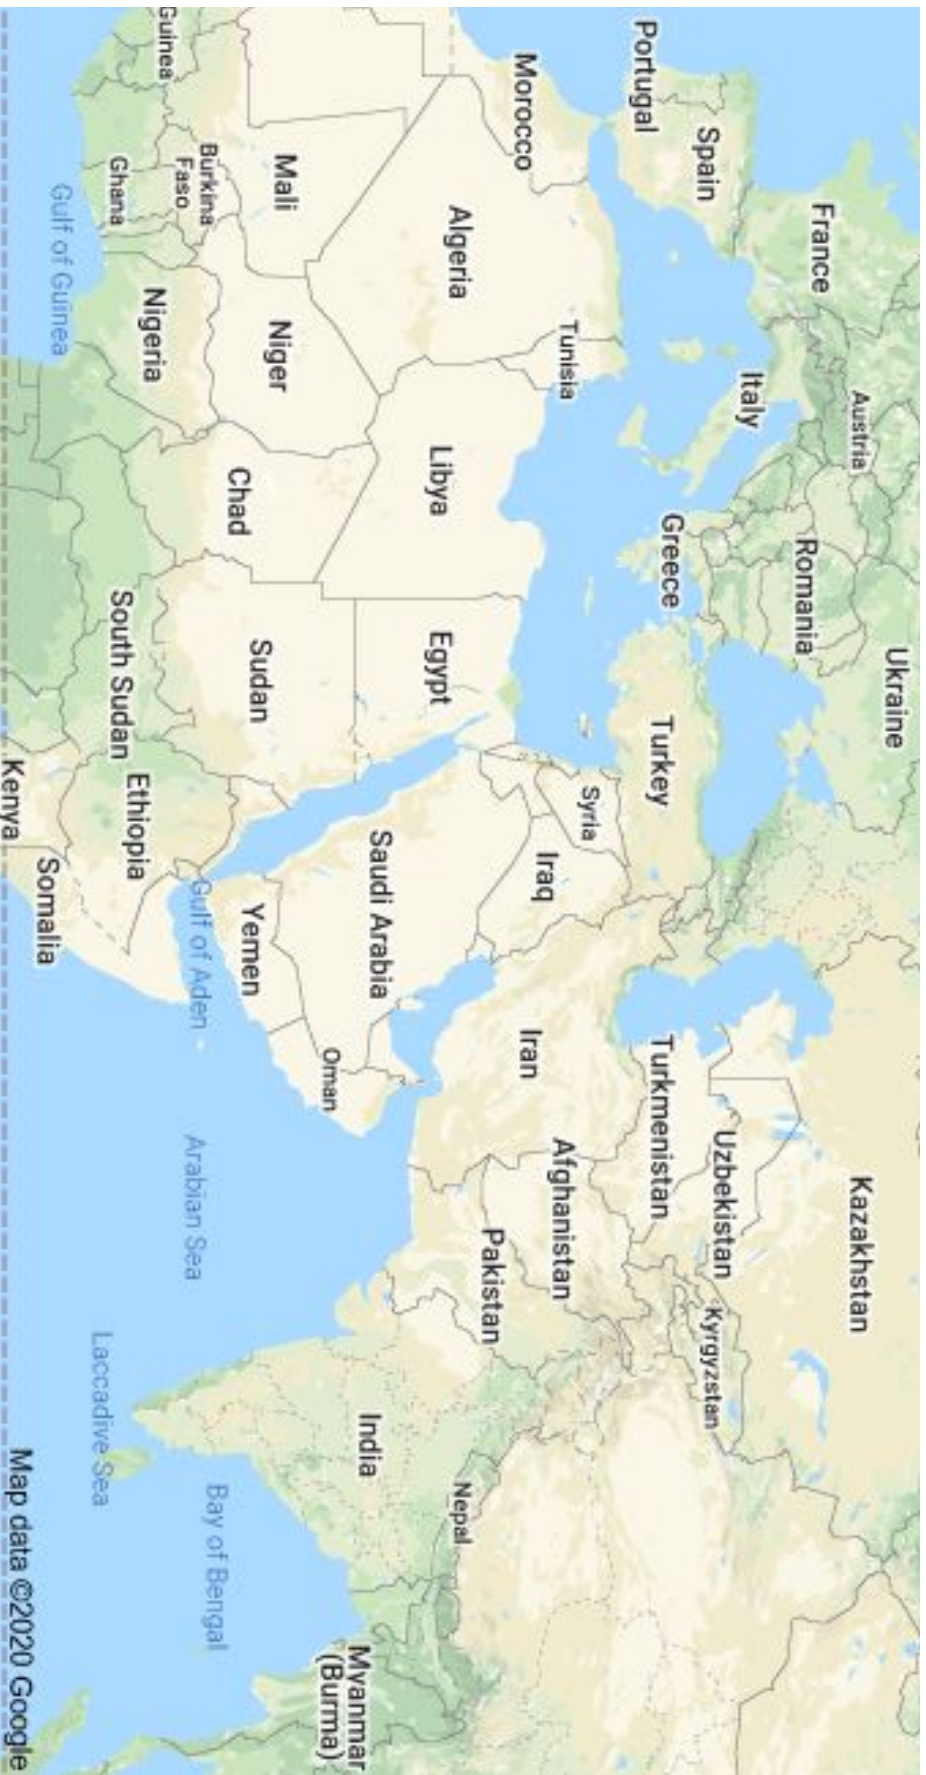 Ukraine
Kazakhstan
Austria
France
Romania
Italy
Spain
Portugal
Greece
Turkey
Uzbekistan
Kyrgyzstan
Turkmenistan
Syria
Tunisia
Morocco
Iraq
Iran
Afghanistan
Pakistan
Algeria
Libya
Egypt
Nepal
Saudi Arabia
India
Oman
Myanmar
(Burma)
Mali
Niger
Chad
Sudan
Yemen
Burkina
Faso
Guinea
Nigeria
Ghana
South Sudan
Ethiopia
Gulf of Aden
Arabian Sea
Bay of Bengal
Laccadive Sea
Gulf of Guinea
Somalia
Kenya
Map data ©2020 Google